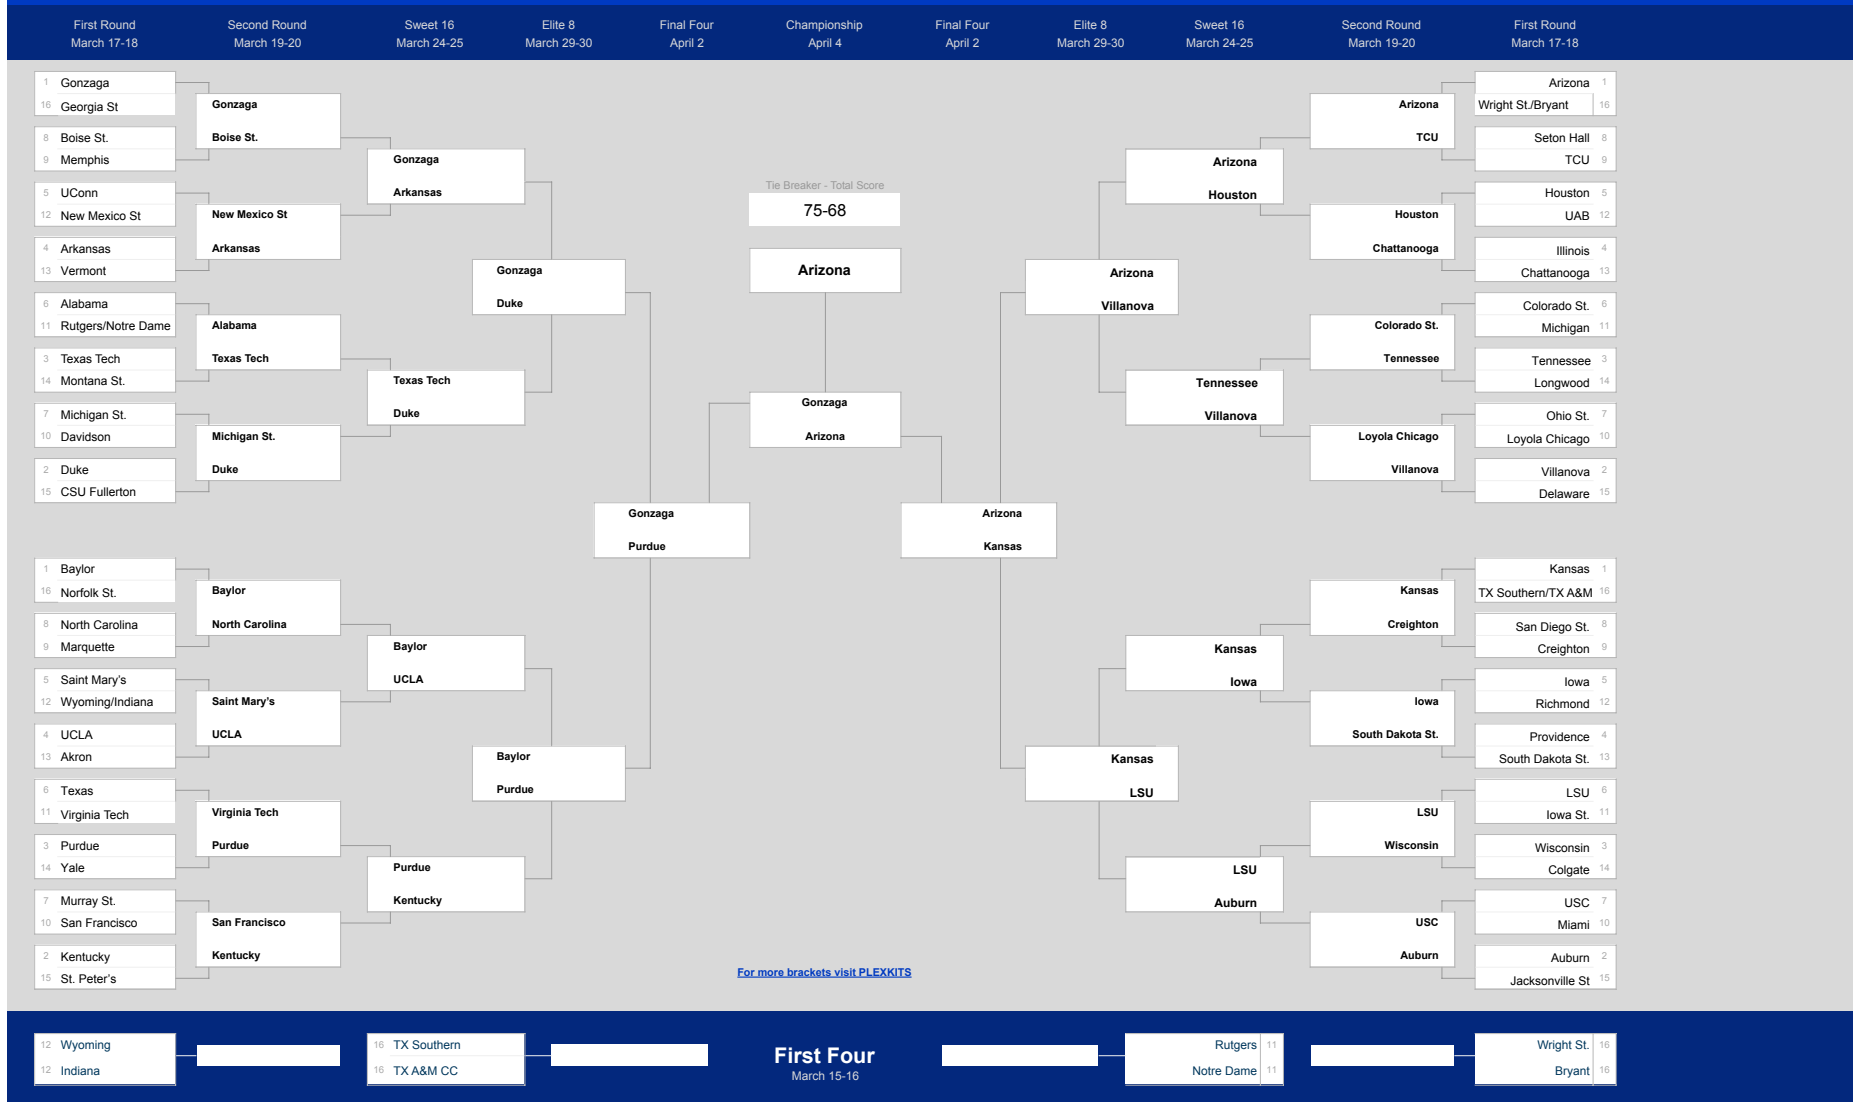 First Round
March 17-18
Second Round
March 19-20
Sweet 16
March 24-25
Elite 8
March 29-30
Final Four
April 2
Championship
April 4
Final Four
April 2
Elite 8
March 29-30
Sweet 16
March 24-25
Second Round
March 19-20
First Round
March 17-18
1 Gonzaga
16 Georgia St
8 Boise St.
9 Memphis
5 UConn
12 New Mexico St
4 Arkansas
13 Vermont
6 Alabama
11 Rutgers/Notre Dame
3 Texas Tech
14 Montana St.
7 Michigan St.
10 Davidson
2 Duke
15 CSU Fullerton
1 Baylor
16 Norfolk St.
8 North Carolina
9 Marquette
5 Saint Mary's
12 Wyoming/Indiana
4 UCLA
13 Akron
6 Texas
11 Virginia Tech
3 Purdue
14 Yale
7 Murray St.
10 San Francisco
2 Kentucky
15 St. Peter's
Gonzaga
Boise St.
New Mexico St
Arkansas
Alabama
Texas Tech
Michigan St.
Duke
Baylor
North Carolina
Saint Mary's
UCLA
Virginia Tech
Purdue
San Francisco
Kentucky
Gonzaga
Arkansas
Texas Tech
Duke
Baylor
UCLA
Purdue
Kentucky
Gonzaga
Duke
Baylor
Purdue
Gonzaga
Purdue
Tie Breaker - Total Score
75-68
Arizona
Gonzaga
Arizona
For more brackets visit PLEXKITS
Arizona
Kansas
Arizona
Villanova
Kansas
LSU
Arizona
Houston
Tennessee
Villanova
Kansas
Iowa
LSU
Auburn
Arizona
TCU
Houston
Chattanooga
Colorado St.
Tennessee
Loyola Chicago
Villanova
Kansas
Creighton
Iowa
South Dakota St.
LSU
Wisconsin
USC
Auburn
Arizona 1
Wright St./Bryant 16
Seton Hall 8
TCU 9
Houston 5
UAB 12
Illinois 4
Chattanooga 13
Colorado St. 6
Michigan 11
Tennessee 3
Longwood 14
Ohio St. 7
Loyola Chicago 10
Villanova 2
Delaware 15
Kansas 1
TX Southern/TX A&M 16
San Diego St. 8
Creighton 9
Iowa 5
Richmond 12
Providence 4
South Dakota St. 13
LSU 6
Iowa St. 11
Wisconsin 3
Colgate 14
USC 7
Miami 10
Auburn 2
Jacksonville St 15
12 Wyoming
12 Indiana
16 TX Southern
16 TX A&M CC
First Four
March 15-16
Rutgers 11
Notre Dame 11
Wright St. 16
Bryant 16